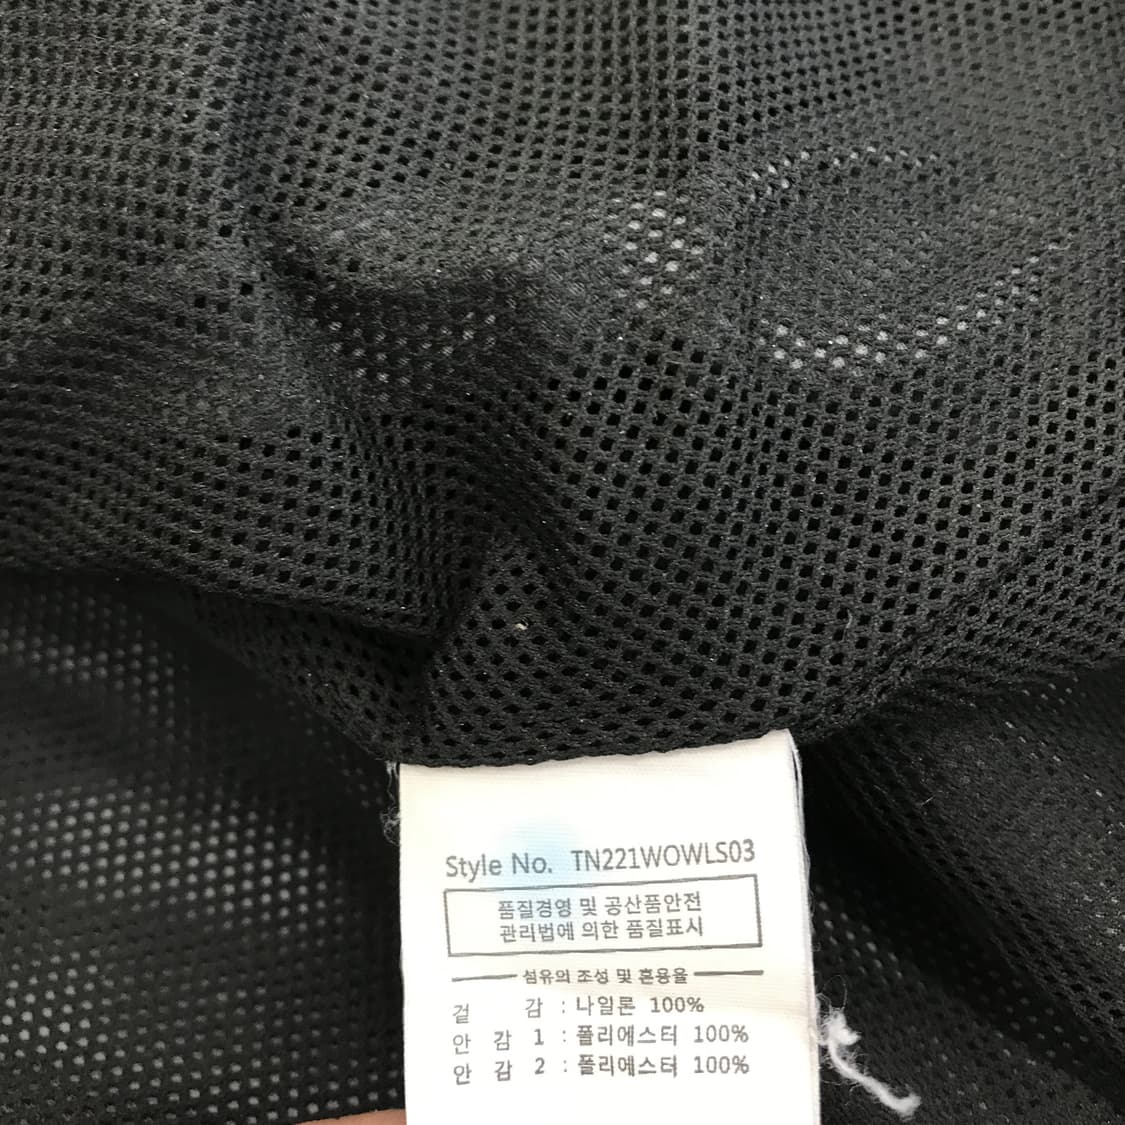 Style No. TN221WOWLS03
품질경영 및 공산품안전
관리법에 의한 품질표시
섬유의 조성 및 혼용율
겉 감 : 나일론 100%
안 감 1 : 폴리에스터 100%
안 감 2 : 폴리에스터 100%